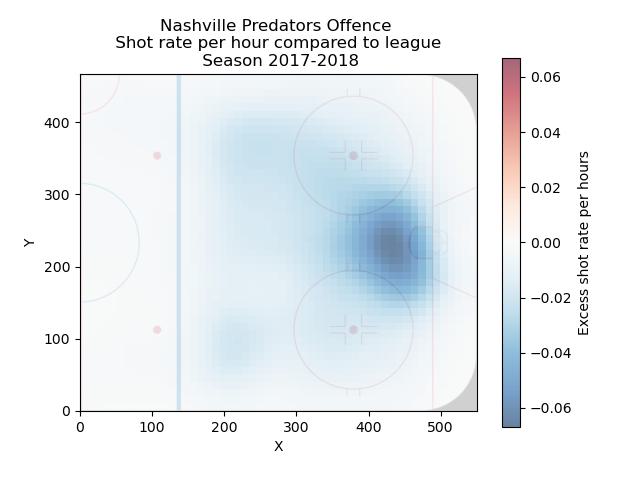 Nashville Predators Offence
Shot rate per hour compared to league
Season 2017-2018
400
300
200
100
0
Y
0 100 200 300 400 500
X
0.06
0.04
0.02
0.00
−0.02
−0.04
−0.06
Excess shot rate per hours